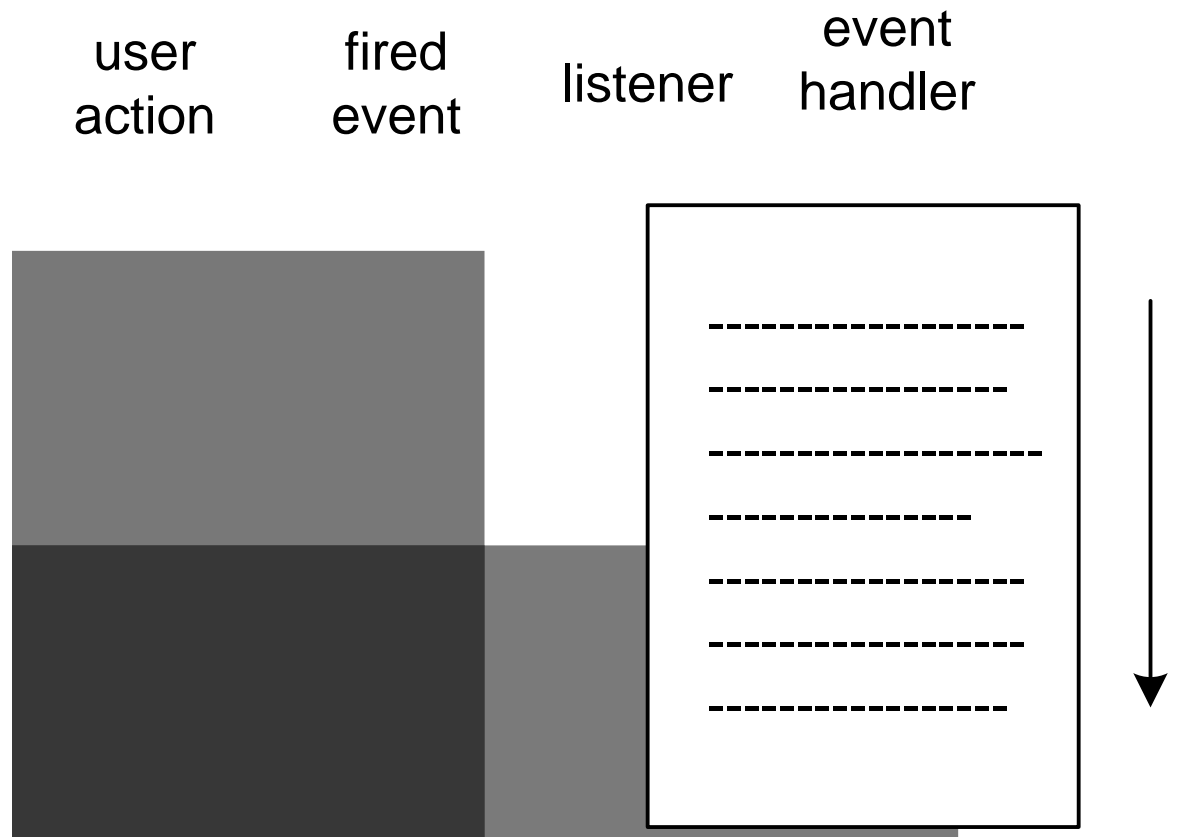 user
action
fired
event
listener
event
handler